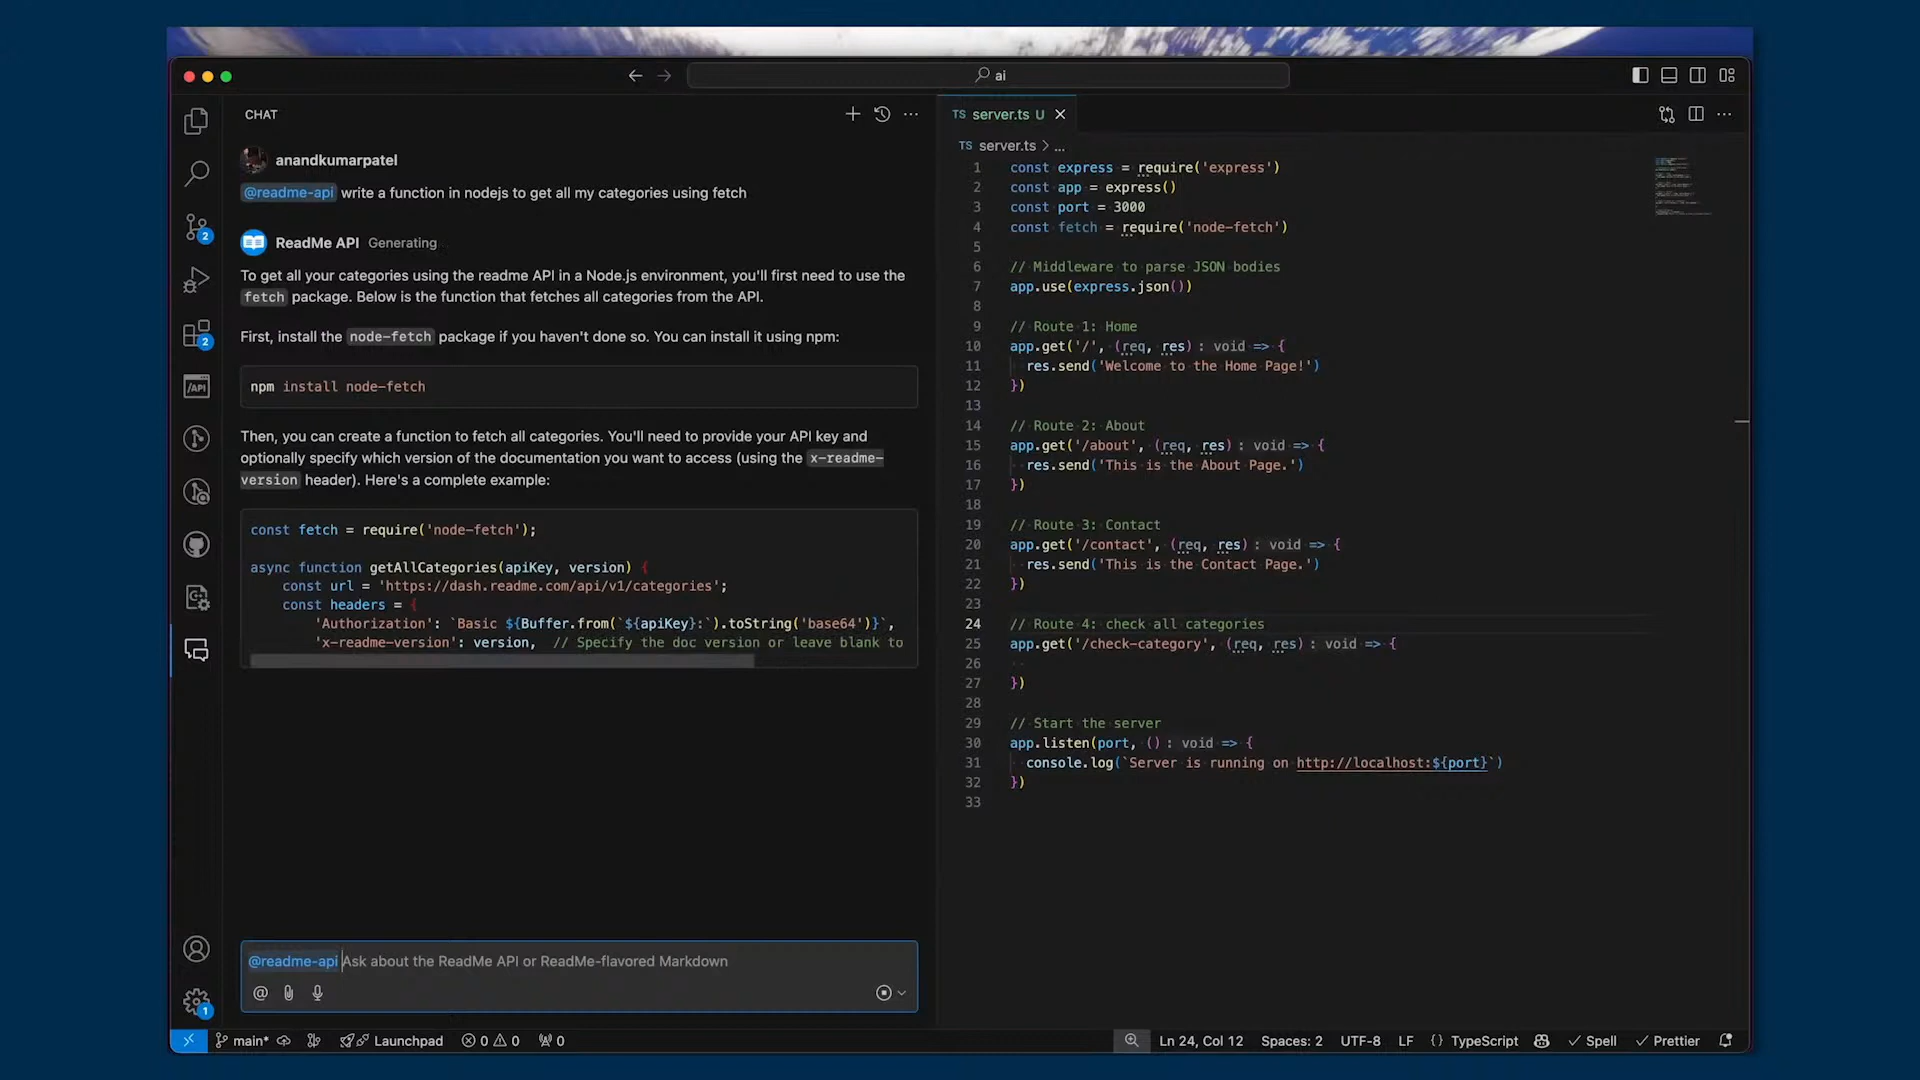 ai
CHAT
anandkumarpatel
@readme-api write a function in nodejs to get all my categories using fetch
ReadMe API Generating
To get all your categories using the readme API in a Node.js environment, you'll first need to use the
fetch package. Below is the function that fetches all categories from the API.
First, install the node-fetch package if you haven't done so. You can install it using npm:
npm install node-fetch
Then, you can create a function to fetch all categories. You'll need to provide your API key and
optionally specify which version of the documentation you want to access (using the x-readme-
version header). Here's a complete example:
const fetch = require('node-fetch');
async function getAllCategories(apiKey, version) {
const url = 'https://dash.readme.com/api/v1/categories';
const headers = {
'Authorization': `Basic ${Buffer.from(`${apiKey}:`).toString('base64')}`,
'x-readme-version': version, // Specify the doc version or leave blank to
@readme-api Ask about the ReadMe API or ReadMe-flavored Markdown
2
2
/API
1
TS server.ts U
TS server.ts > ...
1 const express = require('express')
2 const app = express()
3 const port = 3000
4 const fetch = require('node-fetch')
5
6 // Middleware to parse JSON bodies
7 app.use(express.json())
8
9 // Route 1: Home
10 app.get('/', (req, res): void => {
11 res.send('Welcome to the Home Page!')
12 })
13
14 // Route 2: About
15 app.get('/about', (req, res): void => {
16 res.send('This is the About Page.')
17 })
18
19 // Route 3: Contact
20 app.get('/contact', (req, res): void => {
21 res.send('This is the Contact Page.')
22 })
23
24 // Route 4: check all categories
25 app.get('/check-category', (req, res): void => {
26
27 })
28
29 // Start the server
30 app.listen(port, (): void => {
31 console.log(`Server is running on http://localhost:${port}`)
32 })
33
main* Launchpad 0 0 0 Ln 24, Col 12 Spaces: 2 UTF-8 LF {} TypeScript Spell Prettier